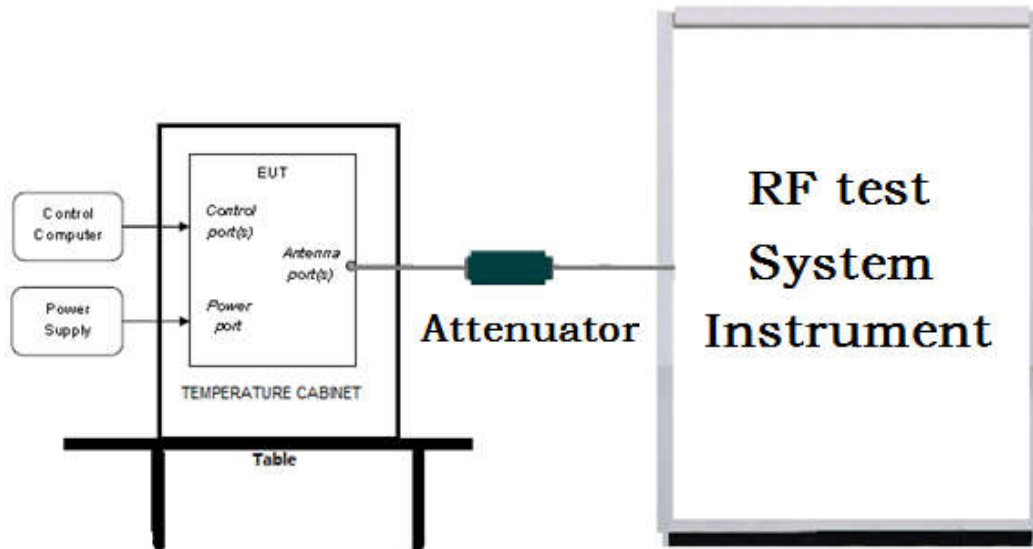 EUT
Control
Computer
Control
port(s)
Antenna
port(s)
Power
Supply
Power
port
TEMPERATURE CABINET
Table
Attenuator
RF test
System
Instrument